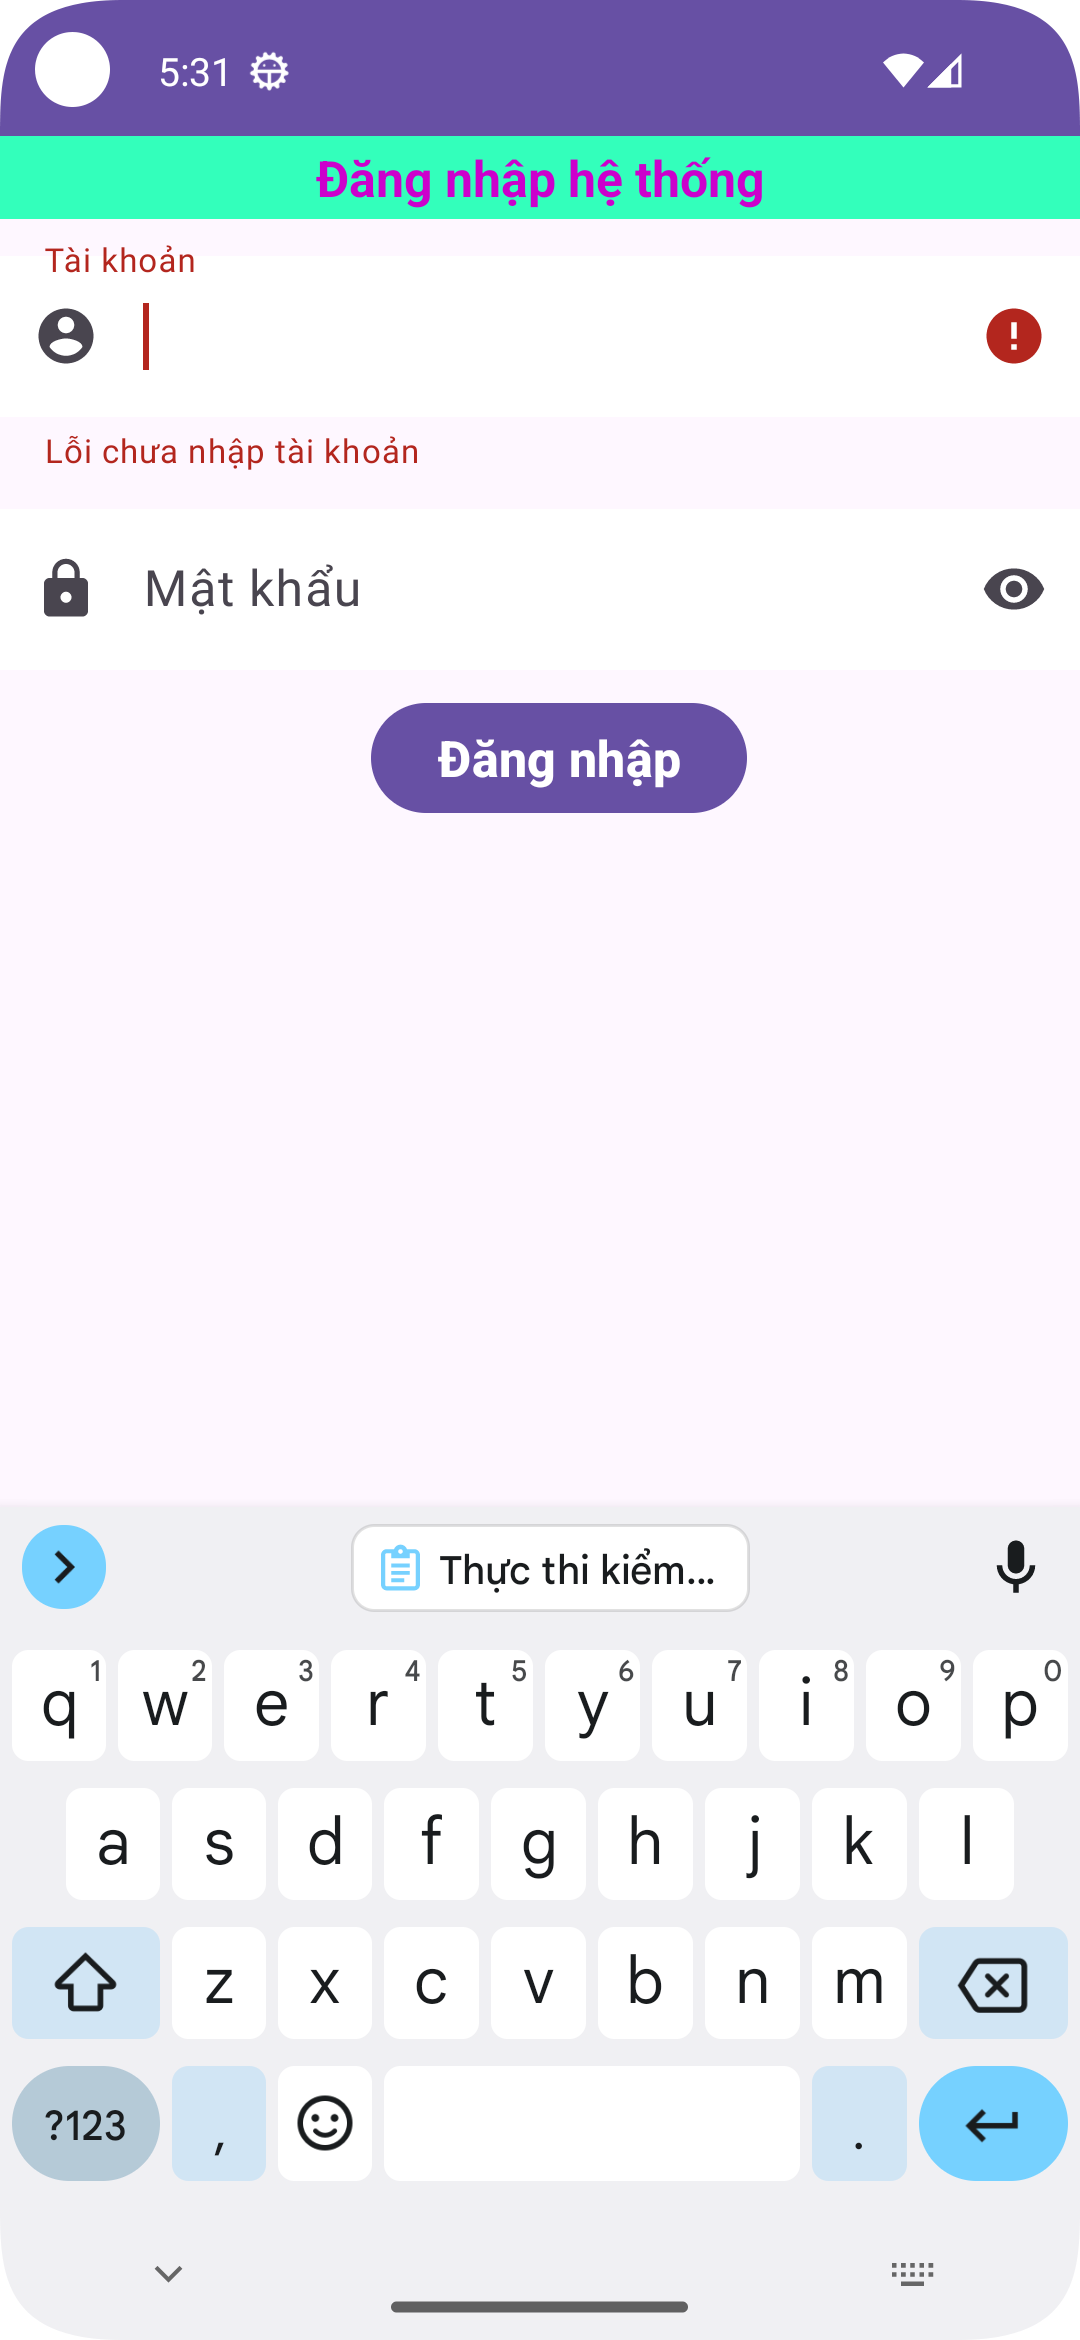 5:31
Đăng nhập hệ thống
Tài khoản
Lỗi chưa nhập tài khoản
Mật khẩu
Đăng nhập
Thực thi kiểm...
q 1 w 2 e 3 r 4 t 5 y 6 u 7 i 8 o 9 p 0
a s d f g h j k l
z x c v b n m
?123 , .